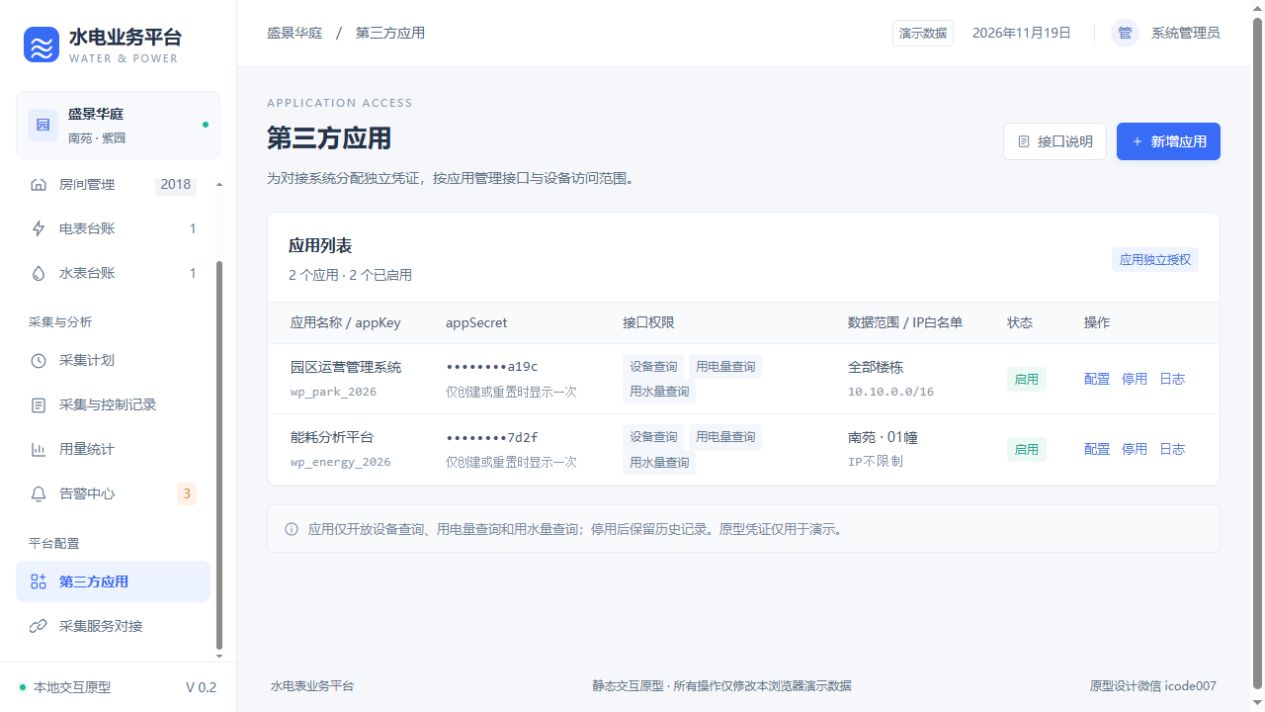 水电业务平台
WATER & POWER
盛景华庭
南苑 · 紫园
房间管理 2018
电表台账 1
水表台账 1
采集与分析
采集计划
采集与控制记录
用量统计
告警中心 3
平台配置
第三方应用
采集服务对接
本地交互原型 V 0.2
盛景华庭 / 第三方应用
演示数据 2026年11月19日 管 系统管理员
APPLICATION ACCESS
第三方应用
为对接系统分配独立凭证，按应用管理接口与设备访问范围。
接口说明 + 新增应用
应用列表
2 个应用 · 2 个已启用
应用独立授权
应用名称 / appKey appSecret 接口权限 数据范围 / IP白名单 状态 操作
园区运营管理系统 ••••••••a19c 设备查询 用电量查询 全部楼栋 启用 配置 停用 日志
wp_park_2026 仅创建或重置时显示一次 用水量查询 10.10.0.0/16
能耗分析平台 ••••••••7d2f 设备查询 用电量查询 南苑 · 01幢 启用 配置 停用 日志
wp_energy_2026 仅创建或重置时显示一次 用水量查询 IP不限制
应用仅开放设备查询、用电量查询和用水量查询；停用后保留历史记录。原型凭证仅用于演示。
水电表业务平台 静态交互原型 · 所有操作仅修改本浏览器演示数据 原型设计微信 icode007